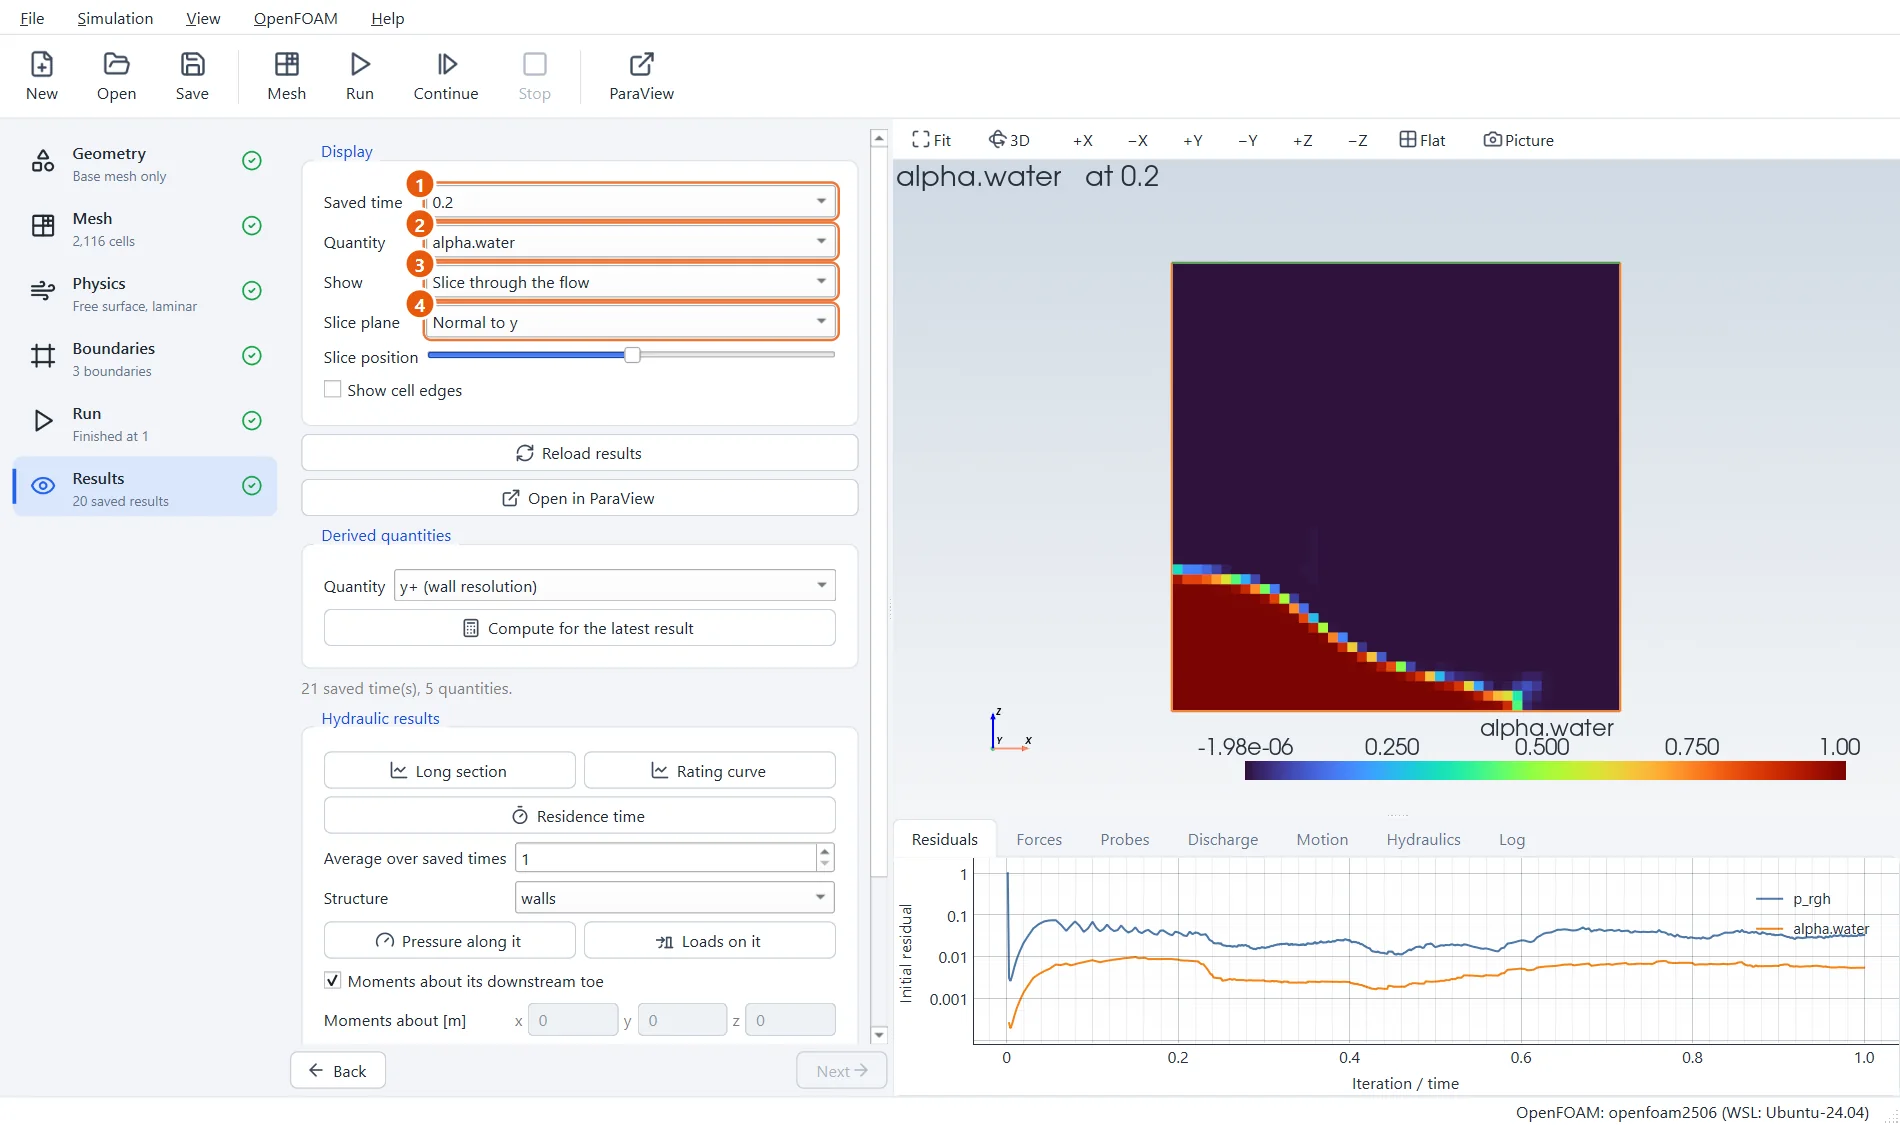 File Simulation View OpenFOAM Help
New Open Save Mesh Run Continue Stop ParaView
Geometry
Base mesh only
Mesh
2,116 cells
Physics
Free surface, laminar
Boundaries
3 boundaries
Run
Finished at 1
Results
20 saved results
Display
1
Saved time 0.2
2
Quantity alpha.water
3
Show Slice through the flow
4
Slice plane Normal to y
Slice position
Show cell edges
Reload results
Open in ParaView
Derived quantities
Quantity y+ (wall resolution)
Compute for the latest result
21 saved time(s), 5 quantities.
Hydraulic results
Long section Rating curve
Residence time
Average over saved times 1
Structure walls
Pressure along it Loads on it
Moments about its downstream toe
Moments about [m] x 0 y 0 z 0
Back Next
Fit 3D +X −X +Y −Y +Z −Z Flat Picture
alpha.water at 0.2
Z
Y X
alpha.water
-1.98e-06 0.250 0.500 0.750 1.00
Residuals Forces Probes Discharge Motion Hydraulics Log
1
0.1
0.01
0.001
Initial residual
p_rgh
alpha.water
0 0.2 0.4 0.6 0.8 1.0
Iteration / time
OpenFOAM: openfoam2506 (WSL: Ubuntu-24.04)